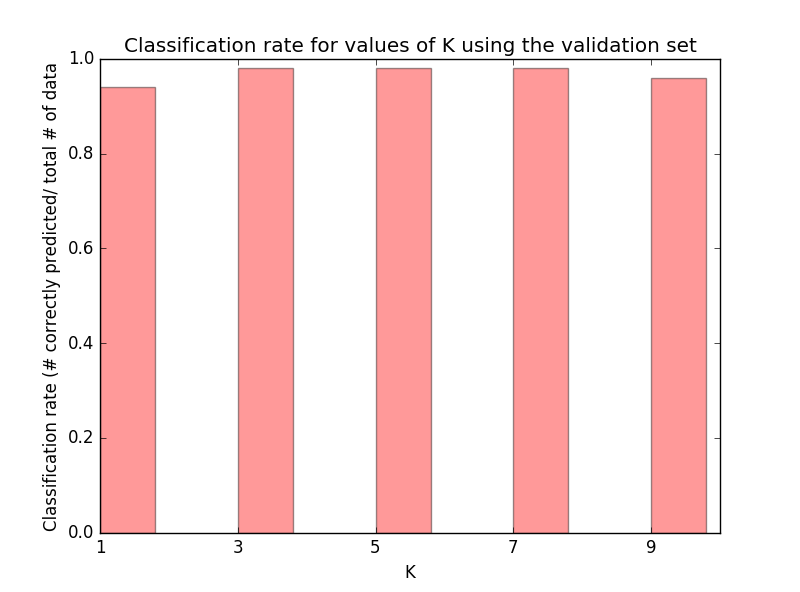 Classification rate for values of K using the validation set
Classification rate (# correctly predicted/ total # of data
1.0
0.8
0.6
0.4
0.2
0.0
1 3 5 7 9
K